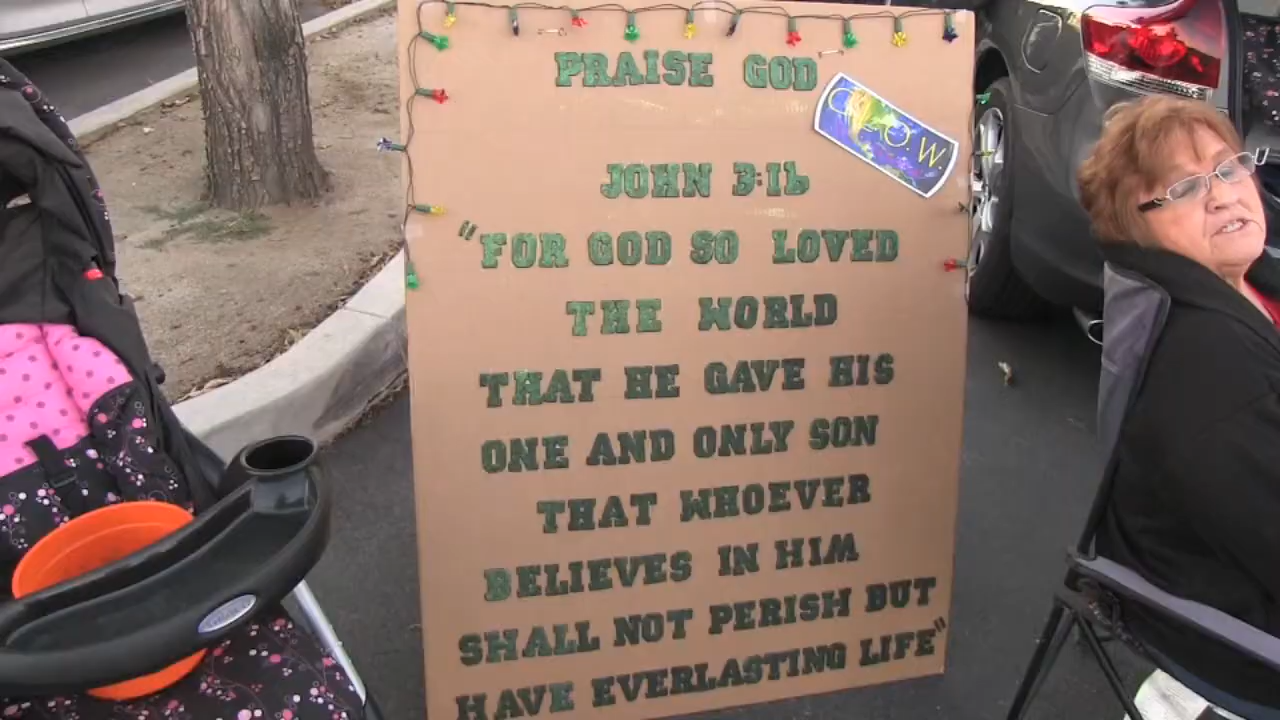 PRAISE GOD
G.L.O.W.
JOHN 3:16
"FOR GOD SO LOVED
THE WORLD
THAT HE GAVE HIS
ONE AND ONLY SON
THAT WHOEVER
BELIEVES IN HIM
SHALL NOT PERISH BUT
HAVE EVERLASTING LIFE"